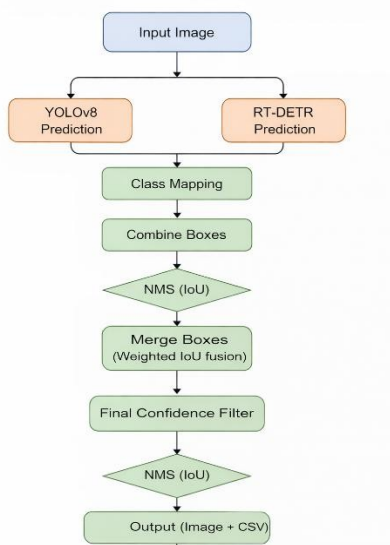 Input Image
YOLOv8
Prediction
RT-DETR
Prediction
Class Mapping
Combine Boxes
NMS (IoU)
Merge Boxes
(Weighted IoU fusion)
Final Confidence Filter
NMS (IoU)
Output (Image + CSV)